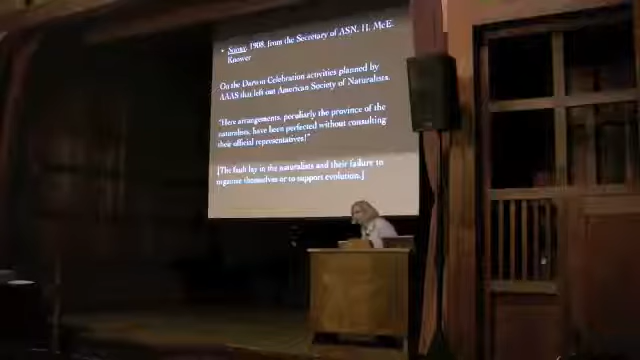 • Snowy, 1908, from the Secretary of ASN, H. McE.
Knower
On the Darwin Celebration activities planned by
AAAS that left out American Society of Naturalists.
"Here arrangements, peculiarly the province of the
naturalists, have been perfected without consulting
their official representatives!"
[The fault lay in the naturalists and their failure to
organize themselves or to support evolution.]